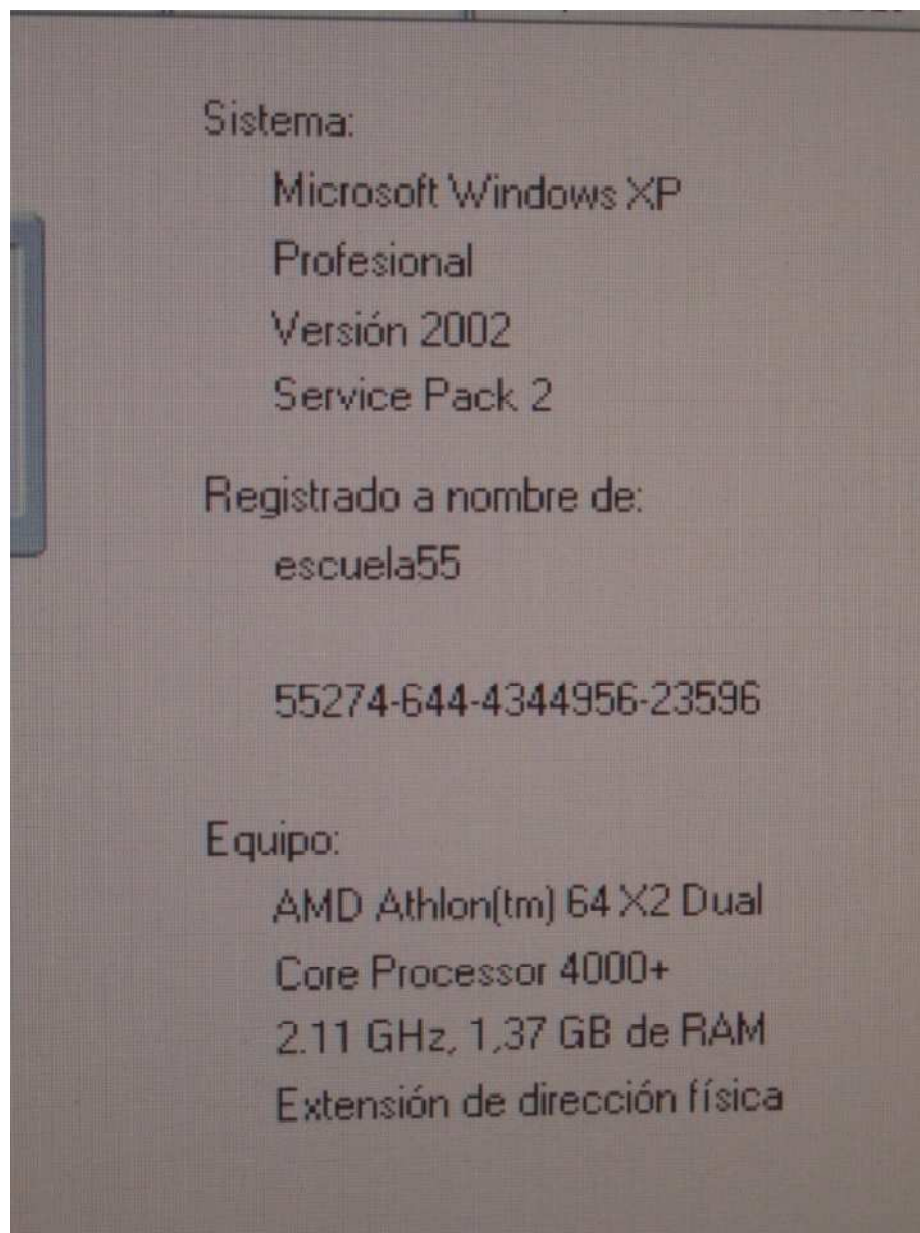 Sistema:
Microsoft Windows XP
Profesional
Versión 2002
Service Pack 2
Registrado a nombre de:
escuela55
55274-644-4344956-23596
Equipo:
AMD Athlon(tm) 64 X2 Dual
Core Processor 4000+
2.11 GHz, 1,37 GB de RAM
Extensión de dirección física